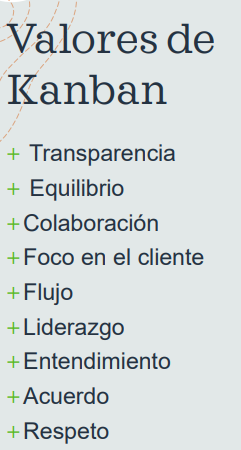 Valores de
Kanban
+ Transparencia
+ Equilibrio
+Colaboración
+Foco en el cliente
+Flujo
+Liderazgo
+Entendimiento
+Acuerdo
+Respeto